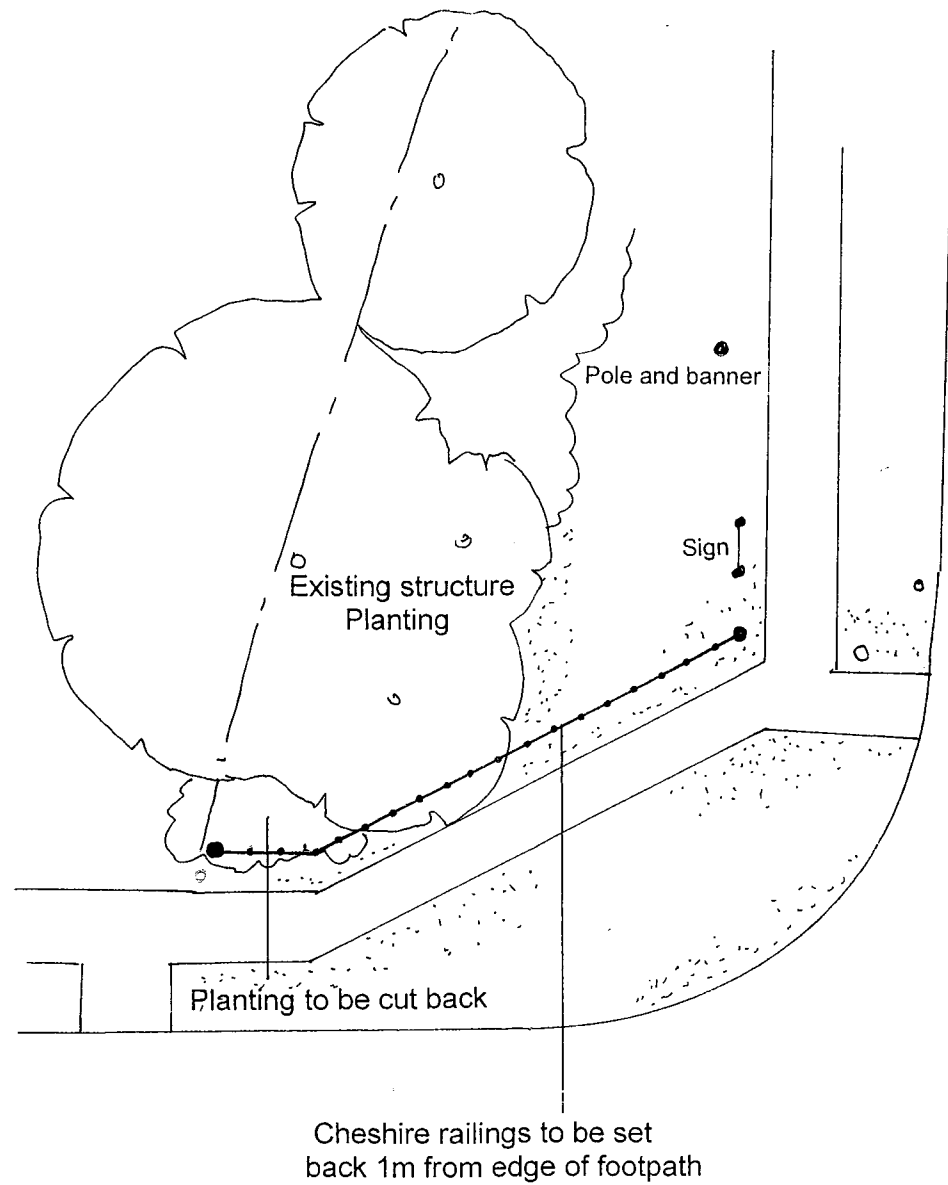 Pole and banner
Sign
Existing structure
Planting
Planting to be cut back
Cheshire railings to be set
back 1m from edge of footpath